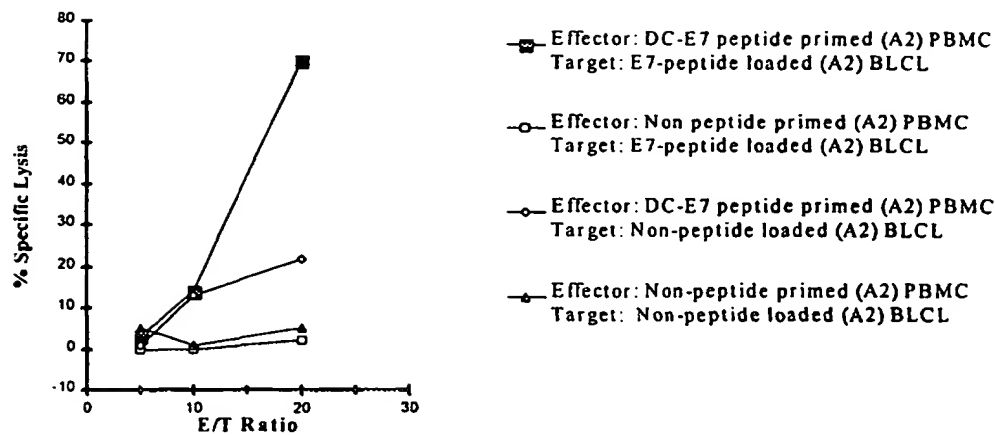 80
70
60
50
40
30
20
10
0
-10
% Specific Lysis
0
10
20
30
E/T Ratio
Effector: DC-E7 peptide primed (A2) PBMC
Target: E7-peptide loaded (A2) BLCL
Effector: Non peptide primed (A2) PBMC
Target: E7-peptide loaded (A2) BLCL
Effector: DC-E7 peptide primed (A2) PBMC
Target: Non-peptide loaded (A2) BLCL
Effector: Non-peptide primed (A2) PBMC
Target: Non-peptide loaded (A2) BLCL